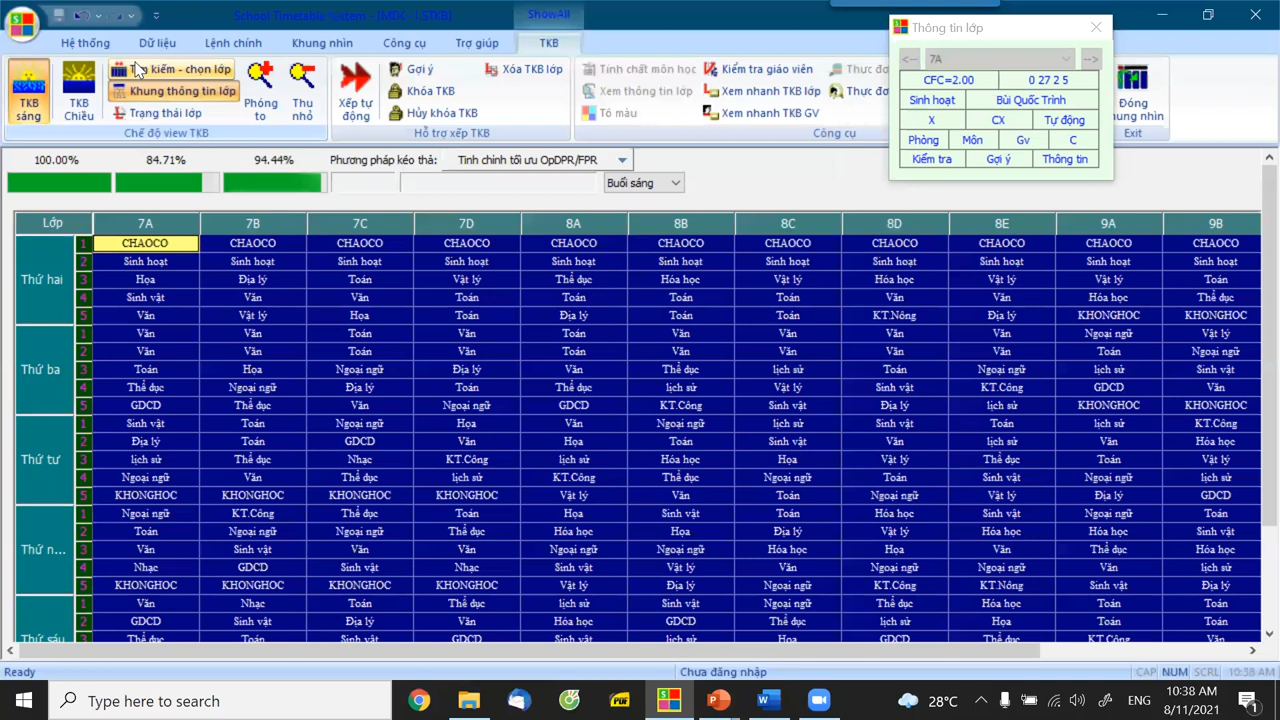 School Timetable System - [MDL - LSTKB]
ShowAll
Hệ thống Dữ liệu Lệnh chính Khung nhìn Công cụ Trợ giúp TKB
TKB sáng
TKB Chiều
kiếm - chọn lớp
Khung thông tin lớp
Trạng thái lớp
Phóng to
Thu nhỏ
Chế độ view TKB
Xếp tự động
Gợi ý
Khóa TKB
Hủy khóa TKB
Xóa TKB lớp
Hỗ trợ xếp TKB
Thống kê
Tính chất môn học
Xem thông tin lớp
Tô màu
Kiểm tra giáo viên
Xem nhanh TKB lớp
Xem nhanh TKB GV
Thực đơ
Thực đơ
Công cụ
Đóng
hung nhìn
Exit
Thông tin lớp
<-- 7A -->
CFC=2.00 0 27 2 5
Sinh hoạt Bùi Quốc Trình
X CX Tự động
Phòng Môn Gv C
Kiểm tra Gợi ý Thông tin
100.00% 84.71% 94.44% Phương pháp kéo thả: Tinh chỉnh tối ưu OpDPR/FPR
Buổi sáng
Lớp 7A 7B 7C 7D 8A 8B 8C 8D 8E 9A 9B
Thứ hai
1 CHAOCO CHAOCO CHAOCO CHAOCO CHAOCO CHAOCO CHAOCO CHAOCO CHAOCO CHAOCO CHAOCO
2 Sinh hoạt Sinh hoạt Sinh hoạt Sinh hoạt Sinh hoạt Sinh hoạt Sinh hoạt Sinh hoạt Sinh hoạt Sinh hoạt Sinh hoạt
3 Họa Địa lý Toán Vật lý Thể dục Hóa học Vật lý Hóa học Vật lý Vật lý Toán
4 Sinh vật Văn Văn Toán Toán Toán Toán Văn Văn Hóa học Thể dục
5 Văn Vật lý Họa Toán Địa lý Toán Toán KT.Nông Địa lý KHONGHOC KHONGHOC
Thứ ba
1 Văn Toán Toán Văn Toán Văn Văn Văn Toán Ngoại ngữ Vật lý
2 Văn Văn Toán Văn Toán Văn Văn Văn Văn Toán Ngoại ngữ
3 Toán Họa Ngoại ngữ Địa lý Văn Thể dục lịch sử Toán Ngoại ngữ lịch sử Sinh vật
4 Thể dục Ngoại ngữ Địa lý Toán Thể dục lịch sử Vật lý Sinh vật KT.Công GDCD Văn
5 GDCD Thể dục Văn Ngoại ngữ GDCD KT.Công Sinh vật Địa lý lịch sử KHONGHOC KHONGHOC
Thứ tư
1 Sinh vật Toán Ngoại ngữ Họa Văn Ngoại ngữ Văn Toán Toán lịch sử KT.Công
2 Địa lý Toán GDCD Văn Họa Toán Sinh vật Văn lịch sử Văn Toán
3 lịch sử Thể dục Nhạc KT.Công lịch sử Hóa học Họa Vật lý Thể dục Toán Hóa học
4 Ngoại ngữ Văn Thể dục lịch sử KT.Công Thể dục Ngoại ngữ Toán Sinh vật Ngoại ngữ Toán
5 KHONGHOC KHONGHOC KHONGHOC KHONGHOC Vật lý Văn Toán Ngoại ngữ Vật lý Địa lý GDCD
Thứ n...
1 Ngoại ngữ KT.Công Thể dục Toán Họa Sinh vật Toán Hóa học Sinh vật Văn Văn
2 Toán Ngoại ngữ Ngoại ngữ Thể dục Hóa học Họa Địa lý Vật lý Hóa học Hóa học Sinh vật
3 Văn Sinh vật Văn Văn Ngoại ngữ Ngoại ngữ Hóa học Họa Văn Thể dục Hóa học
4 Nhạc GDCD Sinh vật Nhạc Sinh vật Vật lý Văn Ngoại ngữ Ngoại ngữ Văn lịch sử
5 KHONGHOC KHONGHOC KHONGHOC KHONGHOC Vật lý Địa lý Văn KT.Công KT.Nông Sinh vật Địa lý
Thứ sáu
1 Văn Nhạc Toán Thể dục lịch sử Sinh vật Ngoại ngữ Thể dục Hóa học Toán Toán
2 GDCD Sinh vật Địa lý Văn Hóa học GDCD Thể dục lịch sử Họa Toán Toán
3 Thể dục Toán Sinh vật GDCD Sinh vật lịch sử Họa GDCD Thể dục KT.Công Văn
Ready Chưa đăng nhập CAP NUM SCRL 10:38 AM
Type here to search
PDF
28°C
ENG
10:38 AM
8/11/2021
1